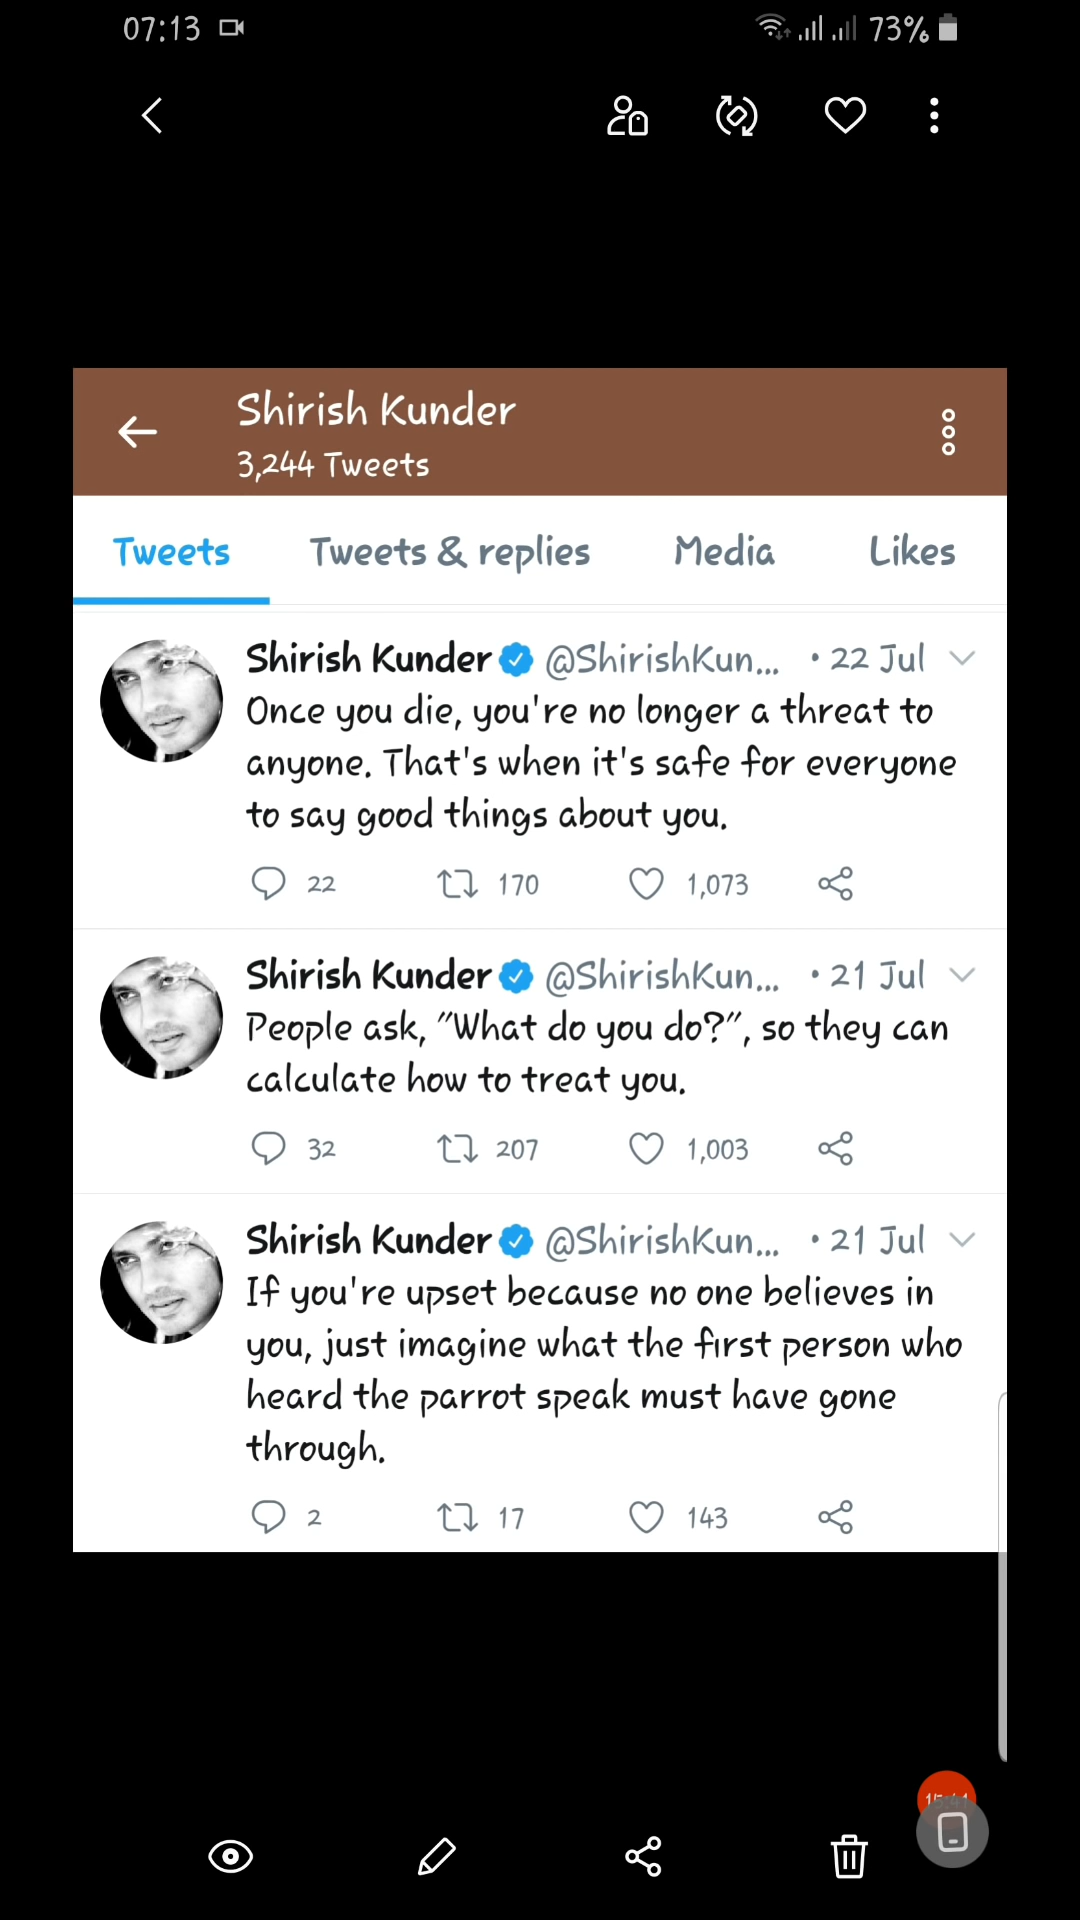 07:13
73%
Shirish Kunder
3,244 Tweets
Tweets
Tweets & replies
Media
Likes
Shirish Kunder @ShirishKun... • 22 Jul
Once you die, you're no longer a threat to
anyone. That's when it's safe for everyone
to say good things about you.
22
170
1,073
Shirish Kunder @ShirishKun... • 21 Jul
People ask, "What do you do?", so they can
calculate how to treat you.
32
207
1,003
Shirish Kunder @ShirishKun... • 21 Jul
If you're upset because no one believes in
you, just imagine what the first person who
heard the parrot speak must have gone
through.
2
17
143